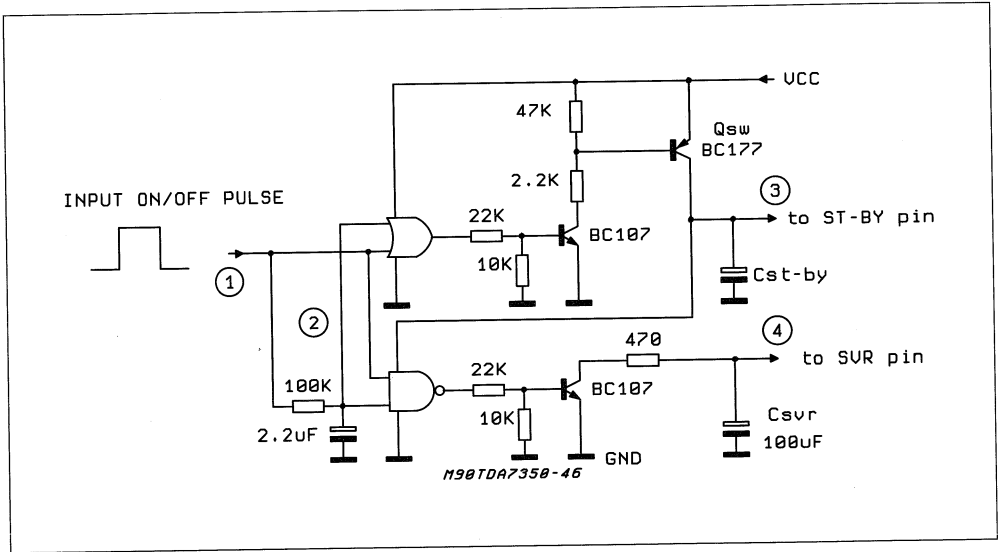 VCC
47K
Qsw
BC177
2.2K
INPUT ON/OFF PULSE
3
to ST-BY pin
22K
BC107
10K
Cst-by
1
2
4
470
to SVR pin
22K
100K
BC107
10K
Csvr
2.2uF
100uF
GND
M90TDA7350-46